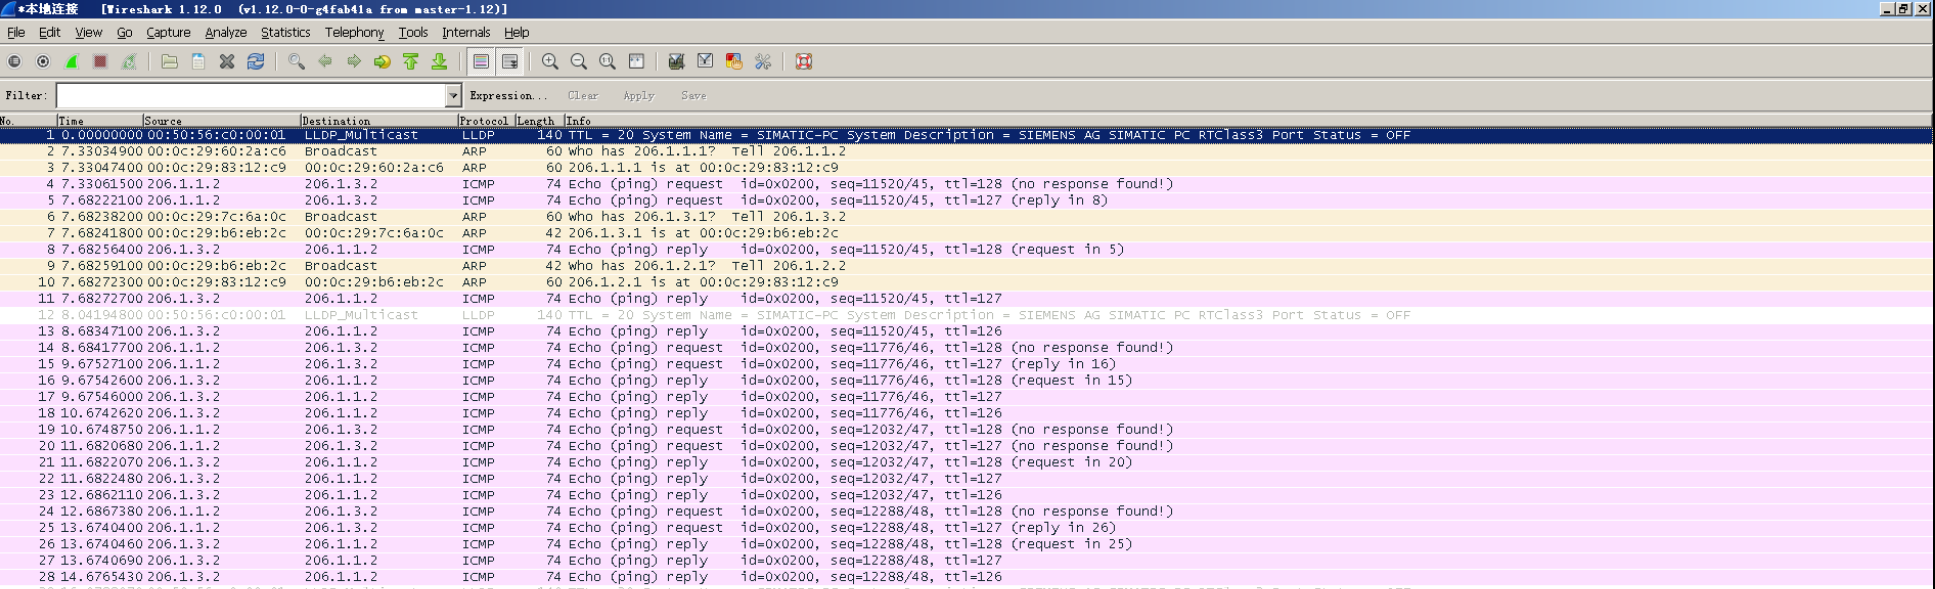 *本地连接 [Wireshark 1.12.0 (v1.12.0-0-g4fab41a from master-1.12)]
File Edit View Go Capture Analyze Statistics Telephony Tools Internals Help
Filter: Expression... Clear Apply Save
No. Time Source Destination Protocol Length Info
1 0.00000000 00:50:56:c0:00:01 LLDP_Multicast LLDP 140 TTL = 20 System Name = SIMATIC-PC System Description = SIEMENS AG SIMATIC PC RTClass3 Port Status = OFF
2 7.33034900 00:0c:29:60:2a:c6 Broadcast ARP 60 Who has 206.1.1.1? Tell 206.1.1.2
3 7.33047400 00:0c:29:83:12:c9 00:0c:29:60:2a:c6 ARP 60 206.1.1.1 is at 00:0c:29:83:12:c9
4 7.33061500 206.1.1.2 206.1.3.2 ICMP 74 Echo (ping) request id=0x0200, seq=11520/45, ttl=128 (no response found!)
5 7.68222100 206.1.1.2 206.1.3.2 ICMP 74 Echo (ping) request id=0x0200, seq=11520/45, ttl=127 (reply in 8)
6 7.68238200 00:0c:29:7c:6a:0c Broadcast ARP 60 Who has 206.1.3.1? Tell 206.1.3.2
7 7.68241800 00:0c:29:b6:eb:2c 00:0c:29:7c:6a:0c ARP 42 206.1.3.1 is at 00:0c:29:b6:eb:2c
8 7.68256400 206.1.3.2 206.1.1.2 ICMP 74 Echo (ping) reply id=0x0200, seq=11520/45, ttl=128 (request in 5)
9 7.68259100 00:0c:29:b6:eb:2c Broadcast ARP 42 Who has 206.1.2.1? Tell 206.1.2.2
10 7.68272300 00:0c:29:83:12:c9 00:0c:29:b6:eb:2c ARP 60 206.1.2.1 is at 00:0c:29:83:12:c9
11 7.68272700 206.1.3.2 206.1.1.2 ICMP 74 Echo (ping) reply id=0x0200, seq=11520/45, ttl=127
12 8.04194800 00:50:56:c0:00:01 LLDP_Multicast LLDP 140 TTL = 20 System Name = SIMATIC-PC System Description = SIEMENS AG SIMATIC PC RTClass3 Port Status = OFF
13 8.68347100 206.1.3.2 206.1.1.2 ICMP 74 Echo (ping) reply id=0x0200, seq=11520/45, ttl=126
14 8.68417700 206.1.1.2 206.1.3.2 ICMP 74 Echo (ping) request id=0x0200, seq=11776/46, ttl=128 (no response found!)
15 9.67527100 206.1.1.2 206.1.3.2 ICMP 74 Echo (ping) request id=0x0200, seq=11776/46, ttl=127 (reply in 16)
16 9.67542600 206.1.3.2 206.1.1.2 ICMP 74 Echo (ping) reply id=0x0200, seq=11776/46, ttl=128 (request in 15)
17 9.67546000 206.1.3.2 206.1.1.2 ICMP 74 Echo (ping) reply id=0x0200, seq=11776/46, ttl=127
18 10.6742620 206.1.3.2 206.1.1.2 ICMP 74 Echo (ping) reply id=0x0200, seq=11776/46, ttl=126
19 10.6748750 206.1.1.2 206.1.3.2 ICMP 74 Echo (ping) request id=0x0200, seq=12032/47, ttl=128 (no response found!)
20 11.6820680 206.1.1.2 206.1.3.2 ICMP 74 Echo (ping) request id=0x0200, seq=12032/47, ttl=127 (no response found!)
21 11.6822070 206.1.3.2 206.1.1.2 ICMP 74 Echo (ping) reply id=0x0200, seq=12032/47, ttl=128 (request in 20)
22 11.6822480 206.1.3.2 206.1.1.2 ICMP 74 Echo (ping) reply id=0x0200, seq=12032/47, ttl=127
23 12.6862110 206.1.3.2 206.1.1.2 ICMP 74 Echo (ping) reply id=0x0200, seq=12032/47, ttl=126
24 12.6867380 206.1.1.2 206.1.3.2 ICMP 74 Echo (ping) request id=0x0200, seq=12288/48, ttl=128 (no response found!)
25 13.6740400 206.1.1.2 206.1.3.2 ICMP 74 Echo (ping) request id=0x0200, seq=12288/48, ttl=127 (reply in 26)
26 13.6740460 206.1.3.2 206.1.1.2 ICMP 74 Echo (ping) reply id=0x0200, seq=12288/48, ttl=128 (request in 25)
27 13.6740690 206.1.3.2 206.1.1.2 ICMP 74 Echo (ping) reply id=0x0200, seq=12288/48, ttl=127
28 14.6765430 206.1.3.2 206.1.1.2 ICMP 74 Echo (ping) reply id=0x0200, seq=12288/48, ttl=126